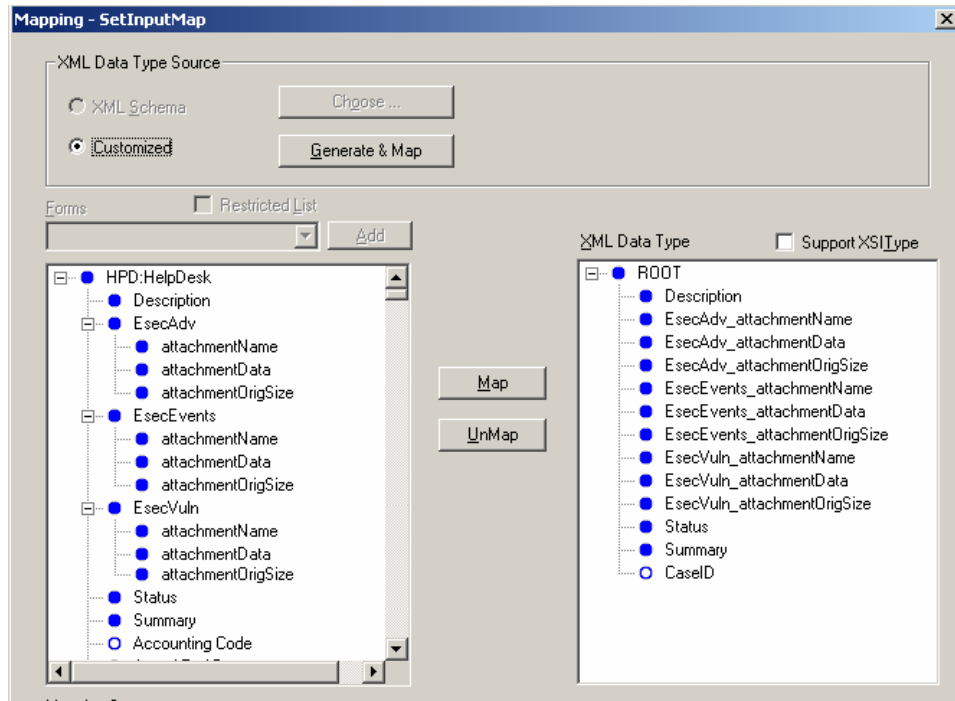 Mapping - SetInputMap
XML Data Type Source
XML Schema
Choose ...
Customized
Generate & Map
Forms
Restricted List
Add
HPD:HelpDesk
Description
EsecAdv
attachmentName
attachmentData
attachmentOrigSize
EsecEvents
attachmentName
attachmentData
attachmentOrigSize
EsecVuln
attachmentName
attachmentData
attachmentOrigSize
Status
Summary
Accounting Code
Map
UnMap
XML Data Type
Support XSIType
ROOT
Description
EsecAdv_attachmentName
EsecAdv_attachmentData
EsecAdv_attachmentOrigSize
EsecEvents_attachmentName
EsecEvents_attachmentData
EsecEvents_attachmentOrigSize
EsecVuln_attachmentName
EsecVuln_attachmentData
EsecVuln_attachmentOrigSize
Status
Summary
CaseID